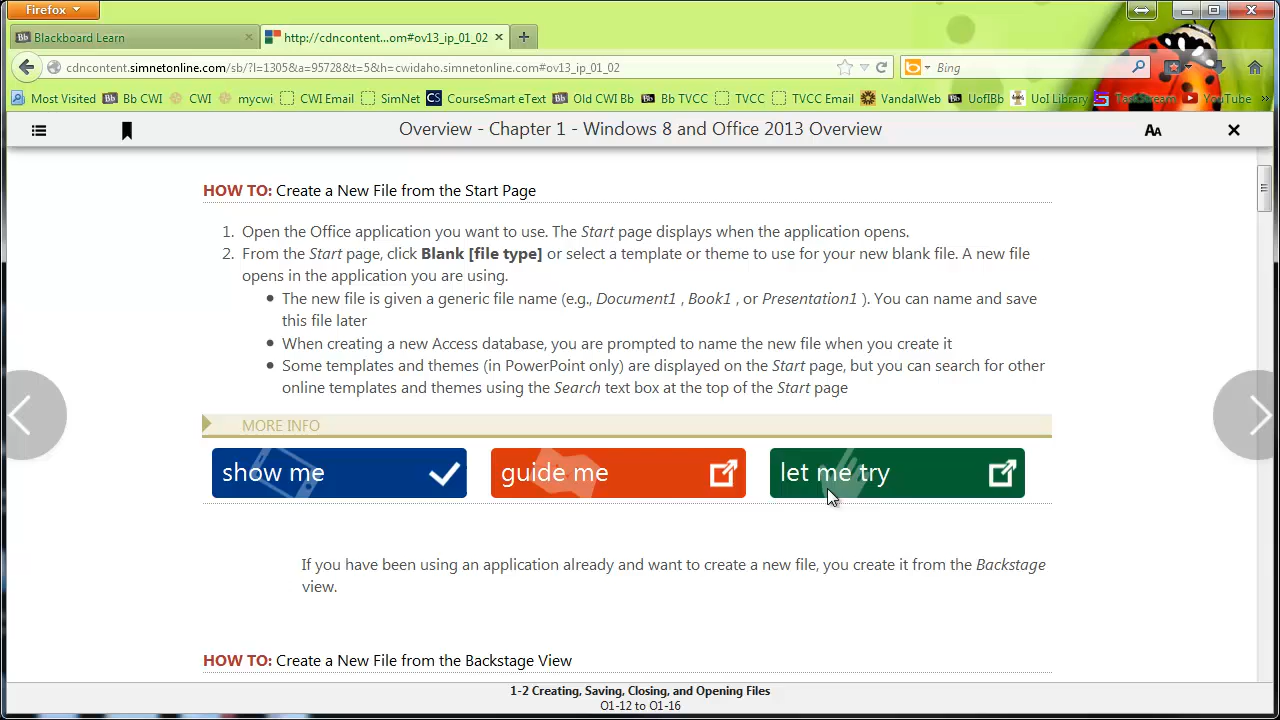 Firefox
Blackboard Learn
http://cdncontent....om#ov13_ip_01_02
cdncontent.simnetonline.com/sb/?l=1305&a=95728&t=5&h=cwidaho.simnetonline.com#ov13_ip_01_02
Bing
Most Visited Bb CWI CWI mycwi CWI Email SimNet CourseSmart eText Old CWI Bb Bb TVCC TVCC TVCC Email VandalWeb UofIBb UoI Library TaskStream YouTube
Overview - Chapter 1 - Windows 8 and Office 2013 Overview
HOW TO: Create a New File from the Start Page
1. Open the Office application you want to use. The Start page displays when the application opens.
2. From the Start page, click Blank [file type] or select a template or theme to use for your new blank file. A new file
opens in the application you are using.
• The new file is given a generic file name (e.g., Document1 , Book1 , or Presentation1 ). You can name and save
this file later
• When creating a new Access database, you are prompted to name the new file when you create it
• Some templates and themes (in PowerPoint only) are displayed on the Start page, but you can search for other
online templates and themes using the Search text box at the top of the Start page
MORE INFO
show me
guide me
let me try
If you have been using an application already and want to create a new file, you create it from the Backstage
view.
HOW TO: Create a New File from the Backstage View
1-2 Creating, Saving, Closing, and Opening Files
O1-12 to O1-16